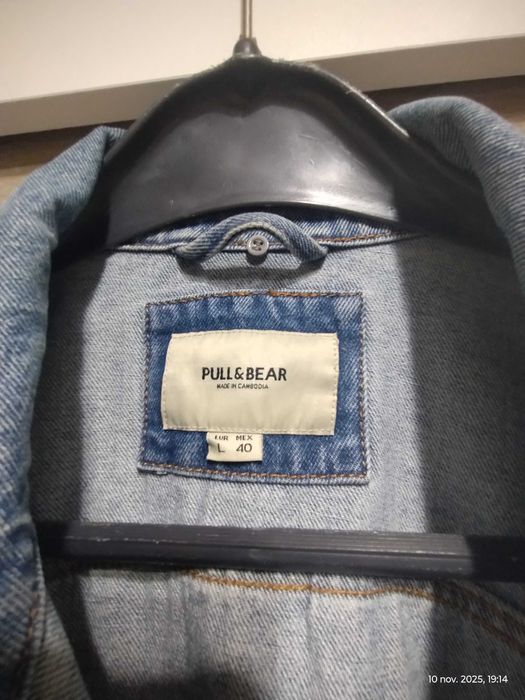 PULL&BEAR
MADE IN CAMBODIA
EUR MEX
L 40
10 nov. 2025, 19:14